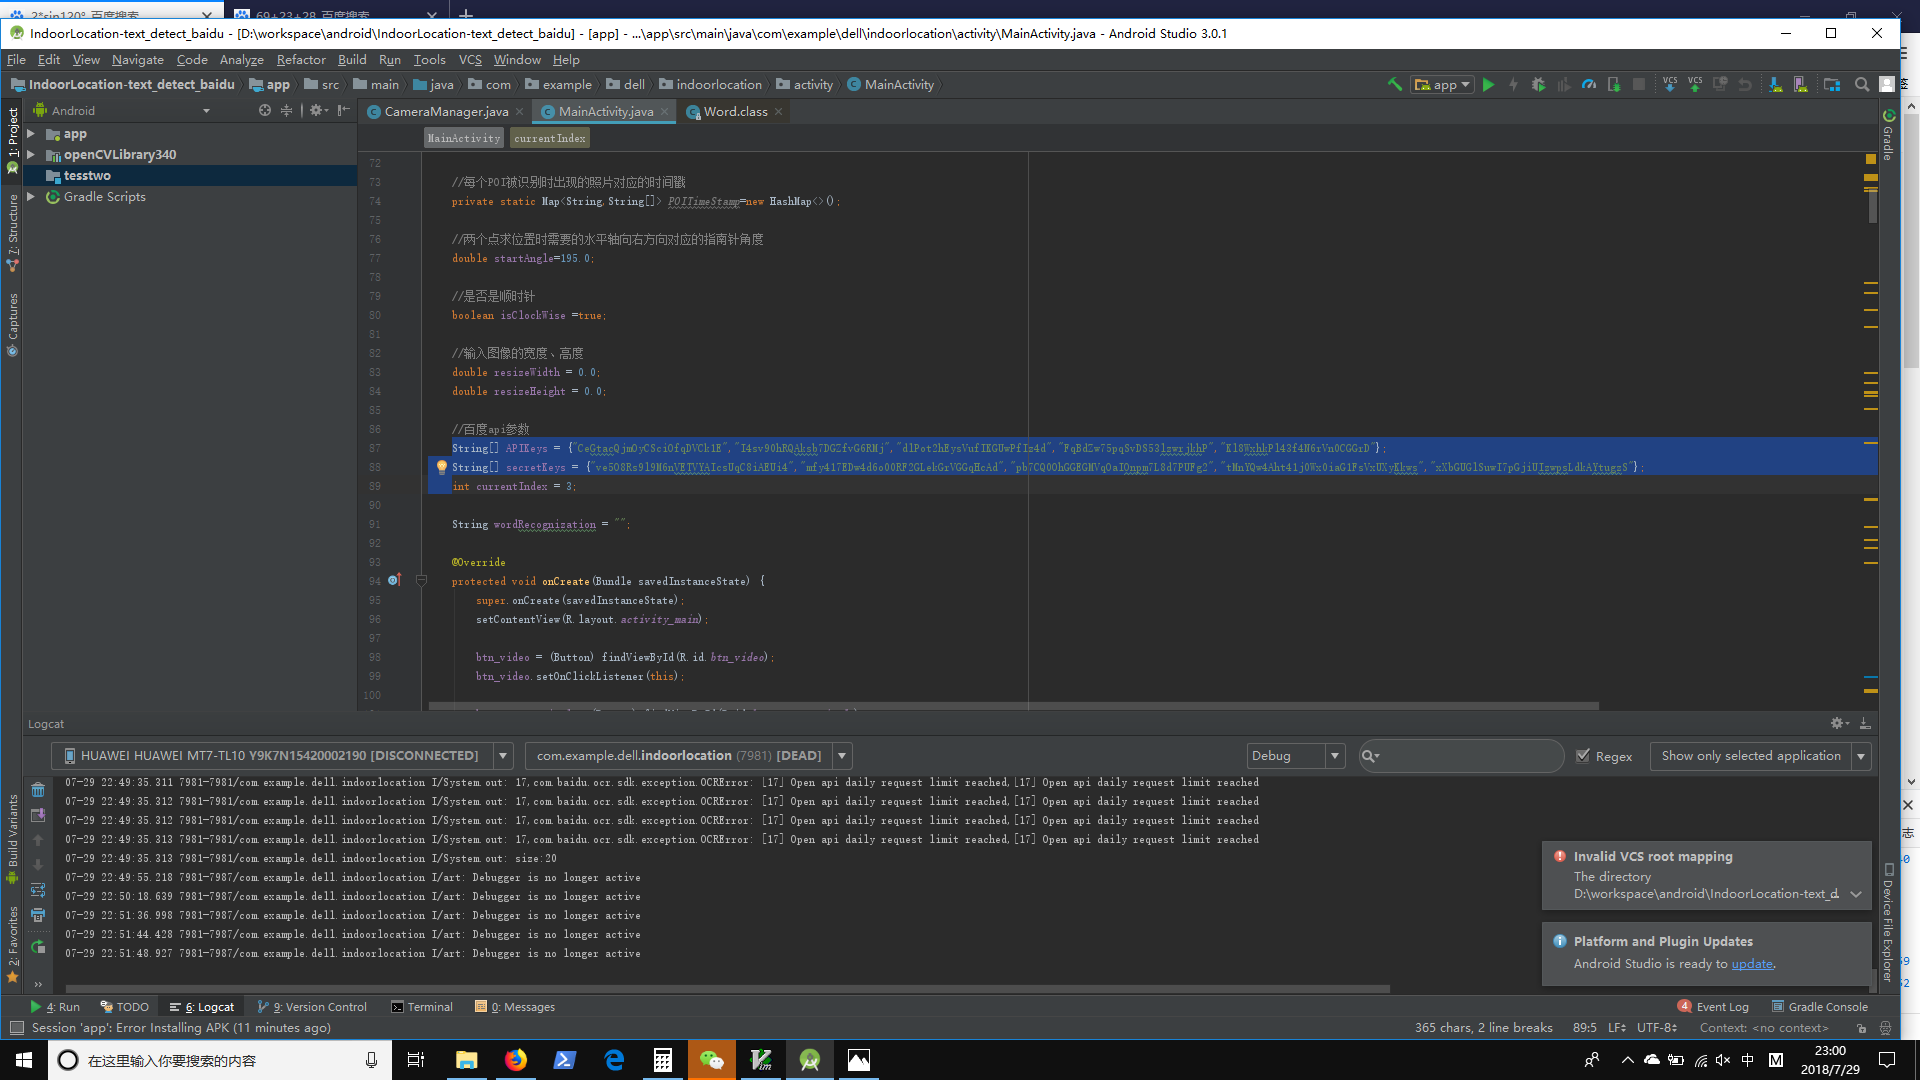 2*sin120°_百度搜索
69+23+28_百度搜索
IndoorLocation-text_detect_baidu - [D:\workspace\android\IndoorLocation-text_detect_baidu] - [app] - ...\app\src\main\java\com\example\dell\indoorlocation\activity\MainActivity.java - Android Studio 3.0.1
File Edit View Navigate Code Analyze Refactor Build Run Tools VCS Window Help
IndoorLocation-text_detect_baidu app src main java com example dell indoorlocation activity MainActivity
app
Android
CameraManager.java MainActivity.java Word.class
MainActivity currentIndex
1: Project
7: Structure
Captures
Build Variants
2: Favorites
Gradle
Device File Explorer
app
openCVLibrary340
tesstwo
Gradle Scripts
72
73 //每个POI被识别时出现的照片对应的时间戳
74 private static Map<String,String[]> POITimeStamp=new HashMap<>();
75
76 //两个点求位置时需要的水平轴向右方向对应的指南针角度
77 double startAngle=195.0;
78
79 //是否是顺时针
80 boolean isClockWise =true;
81
82 //输入图像的宽度、高度
83 double resizeWidth = 0.0;
84 double resizeHeight = 0.0;
85
86 //百度api参数
87 String[] APIKeys = {
88 String[] secretKeys = {
89 int currentIndex = 3;
90
91 String wordRecognization = "";
92
93 @Override
94 protected void onCreate(Bundle savedInstanceState) {
95 super.onCreate(savedInstanceState);
96 setContentView(R.layout.activity_main);
97
98 btn_video = (Button) findViewById(R.id.btn_video);
99 btn_video.setOnClickListener(this);
100
Logcat
HUAWEI HUAWEI MT7-TL10 Y9K7N15420002190 [DISCONNECTED] com.example.dell.indoorlocation (7981) [DEAD] Debug Regex Show only selected application
07-29 22:49:35.311 7981-7981/com.example.dell.indoorlocation I/System.out: 17,com.baidu.ocr.sdk.exception.OCRError: [17] Open api daily request limit reached,[17] Open api daily request limit reached
07-29 22:49:35.312 7981-7981/com.example.dell.indoorlocation I/System.out: 17,com.baidu.ocr.sdk.exception.OCRError: [17] Open api daily request limit reached,[17] Open api daily request limit reached
07-29 22:49:35.312 7981-7981/com.example.dell.indoorlocation I/System.out: 17,com.baidu.ocr.sdk.exception.OCRError: [17] Open api daily request limit reached,[17] Open api daily request limit reached
07-29 22:49:35.313 7981-7981/com.example.dell.indoorlocation I/System.out: 17,com.baidu.ocr.sdk.exception.OCRError: [17] Open api daily request limit reached,[17] Open api daily request limit reached
07-29 22:49:35.313 7981-7981/com.example.dell.indoorlocation I/System.out: size:20
07-29 22:49:55.218 7981-7987/com.example.dell.indoorlocation I/art: Debugger is no longer active
07-29 22:50:18.639 7981-7987/com.example.dell.indoorlocation I/art: Debugger is no longer active
07-29 22:51:36.998 7981-7987/com.example.dell.indoorlocation I/art: Debugger is no longer active
07-29 22:51:44.428 7981-7987/com.example.dell.indoorlocation I/art: Debugger is no longer active
07-29 22:51:48.927 7981-7987/com.example.dell.indoorlocation I/art: Debugger is no longer active
Invalid VCS root mapping
The directory
D:\workspace\android\IndoorLocation-text_d.
Platform and Plugin Updates
Android Studio is ready to update.
4: Run TODO 6: Logcat 9: Version Control Terminal 0: Messages 4 Event Log Gradle Console
Session 'app': Error Installing APK (11 minutes ago) 365 chars, 2 line breaks 89:5 LF UTF-8 Context: <no context>
在这里输入你要搜索的内容
中 M
23:00
2018/7/29